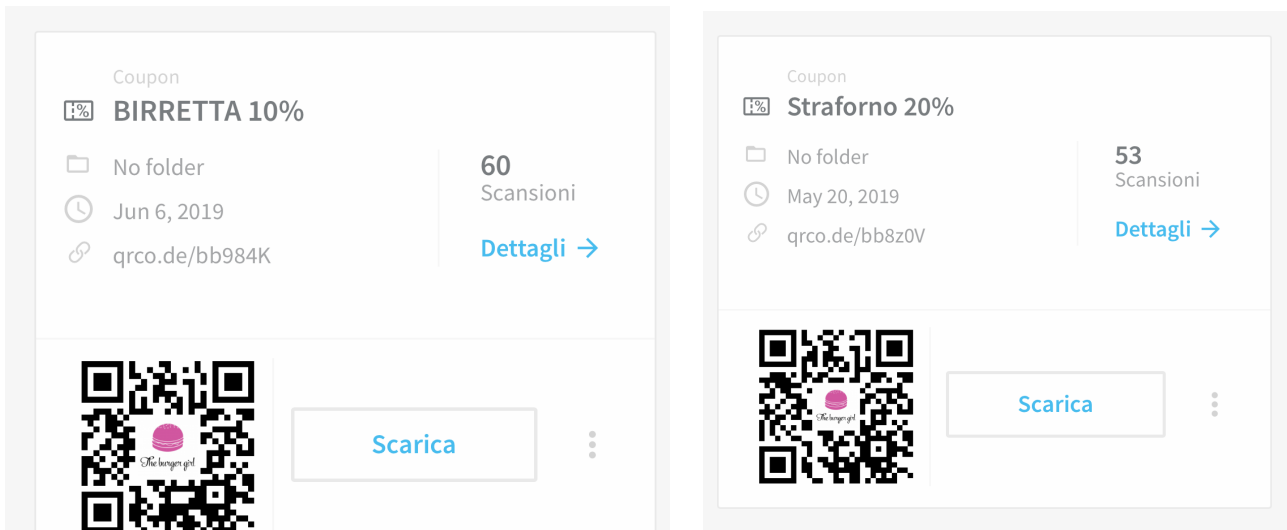 Coupon
BIRRETTA 10%
No folder
Jun 6, 2019
qrco.de/bb984K
60
Scansioni
Dettagli
The burger girl
Scarica
Coupon
Straforno 20%
No folder
May 20, 2019
qrco.de/bb8z0V
53
Scansioni
Dettagli
The burger girl
Scarica